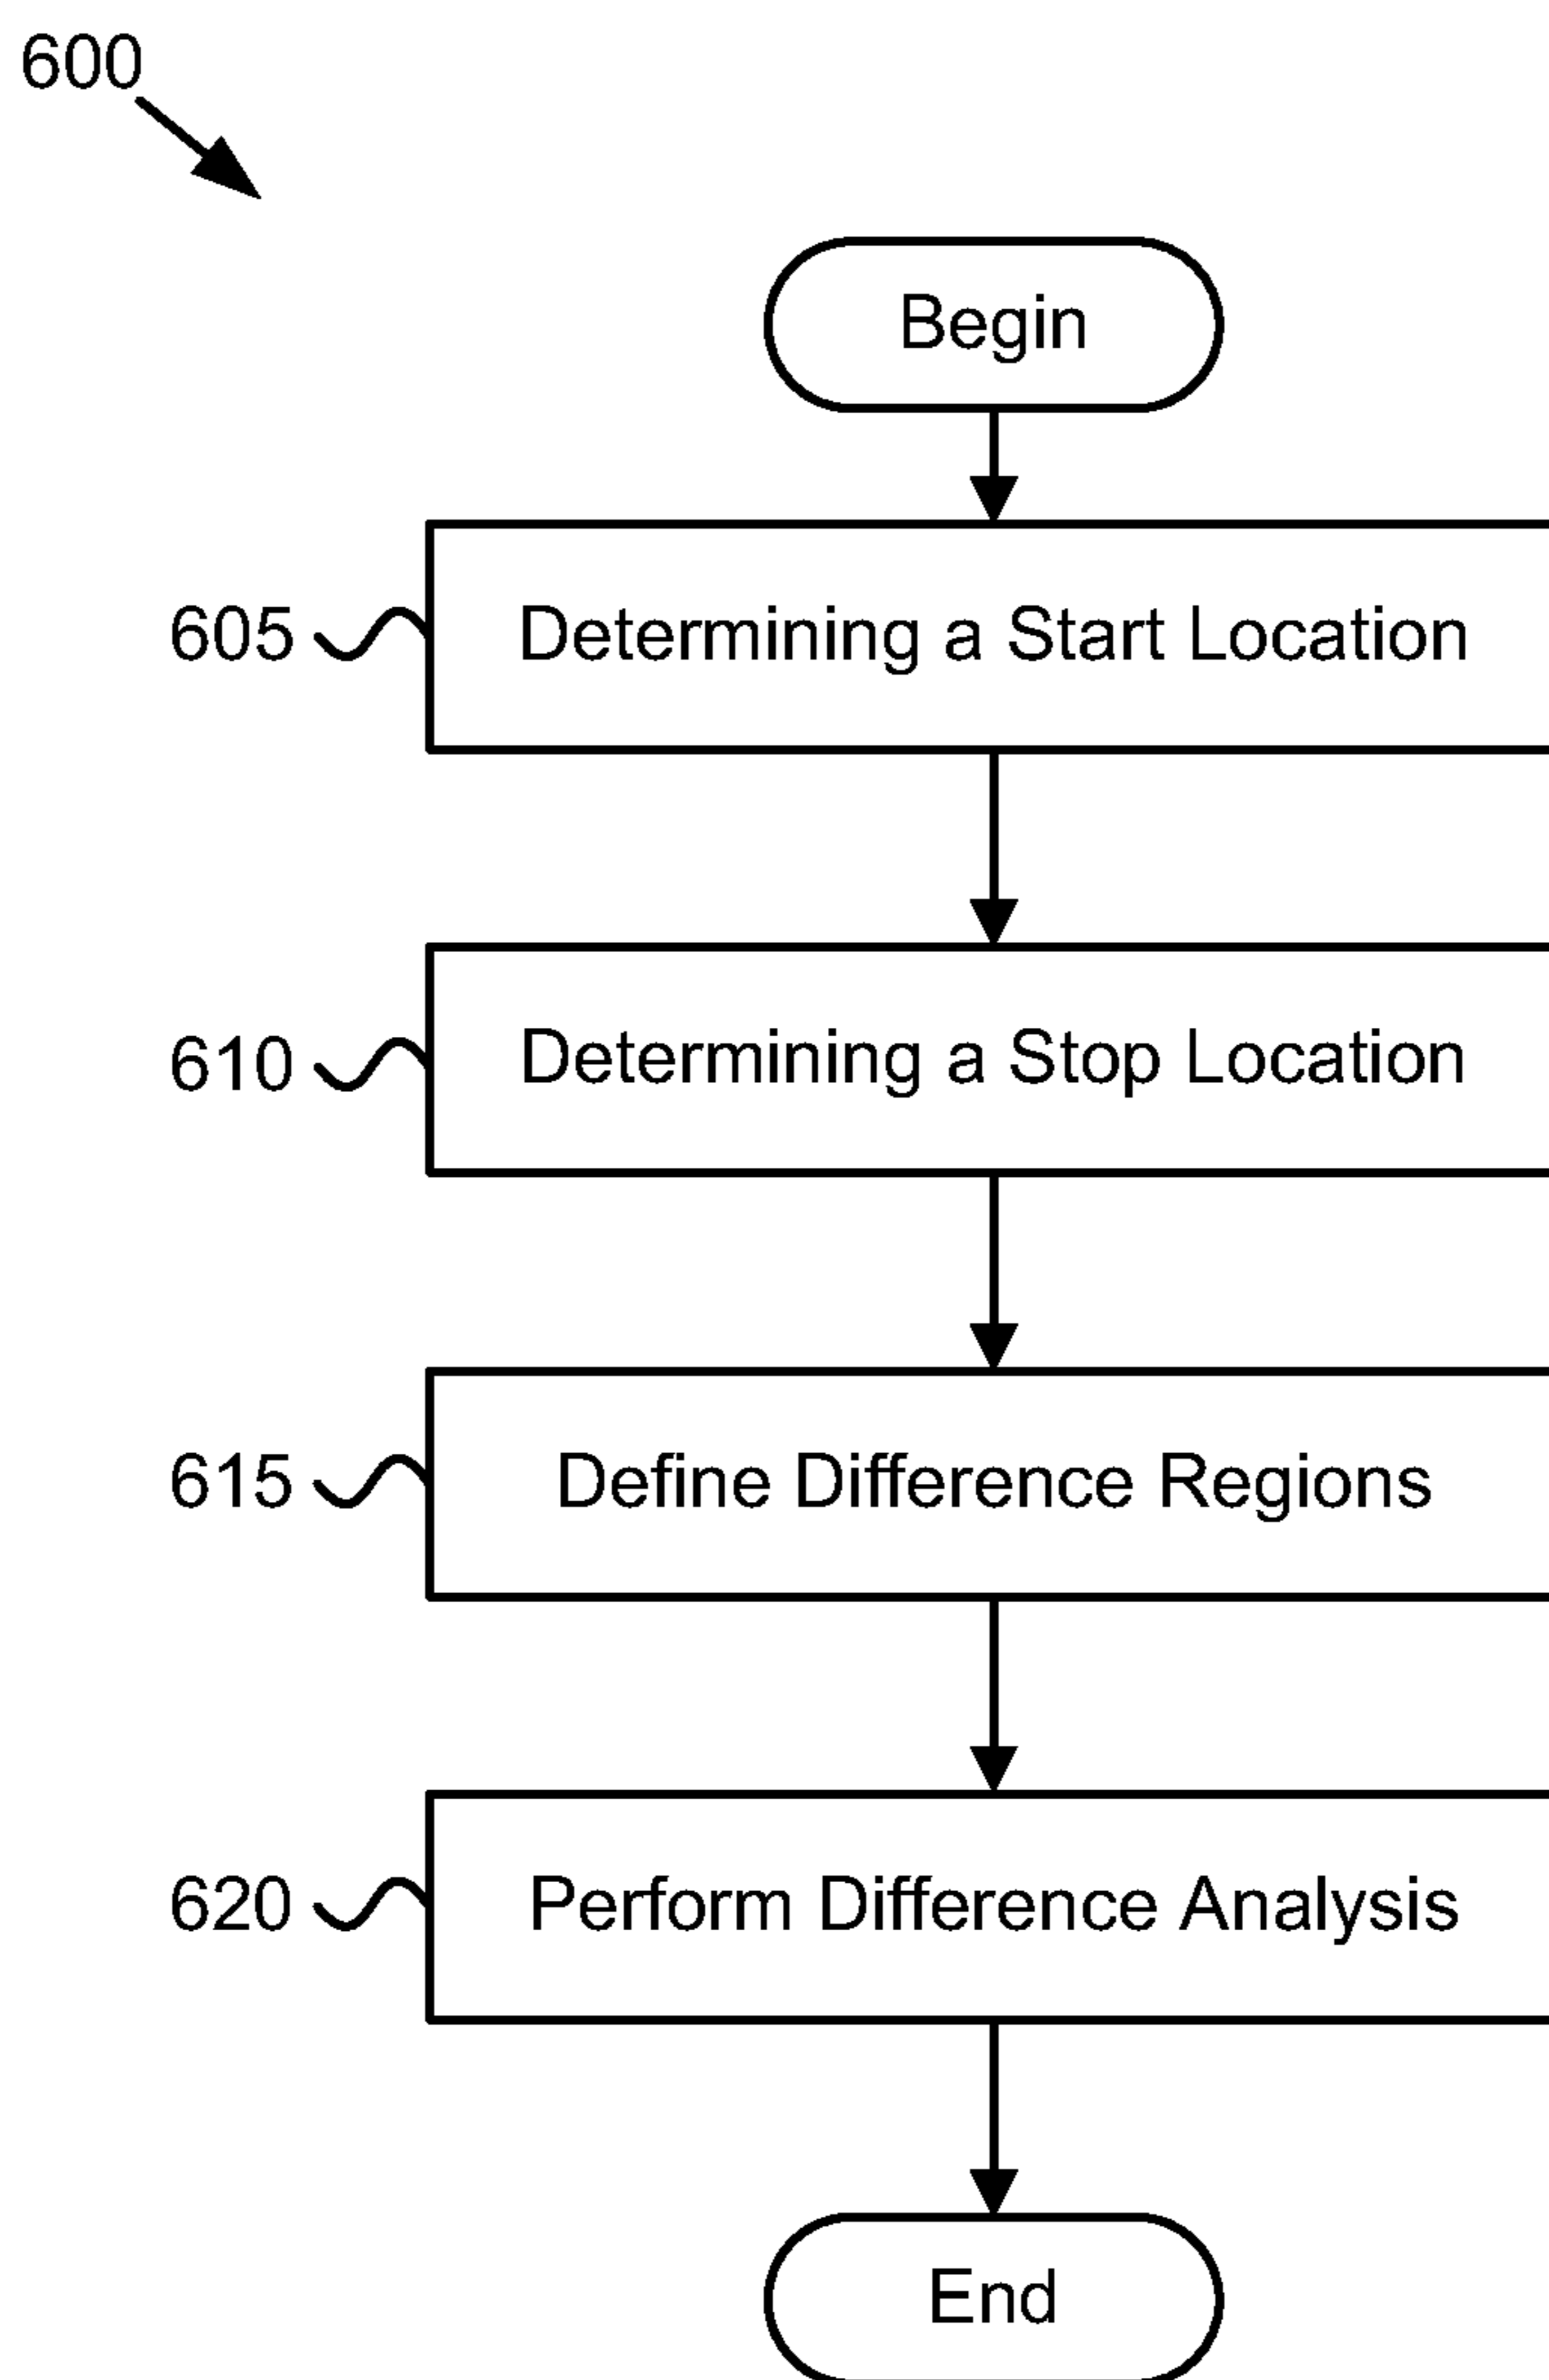 600
Begin
605 Determining a Start Location
610 Determining a Stop Location
615 Define Difference Regions
620 Perform Difference Analysis
End